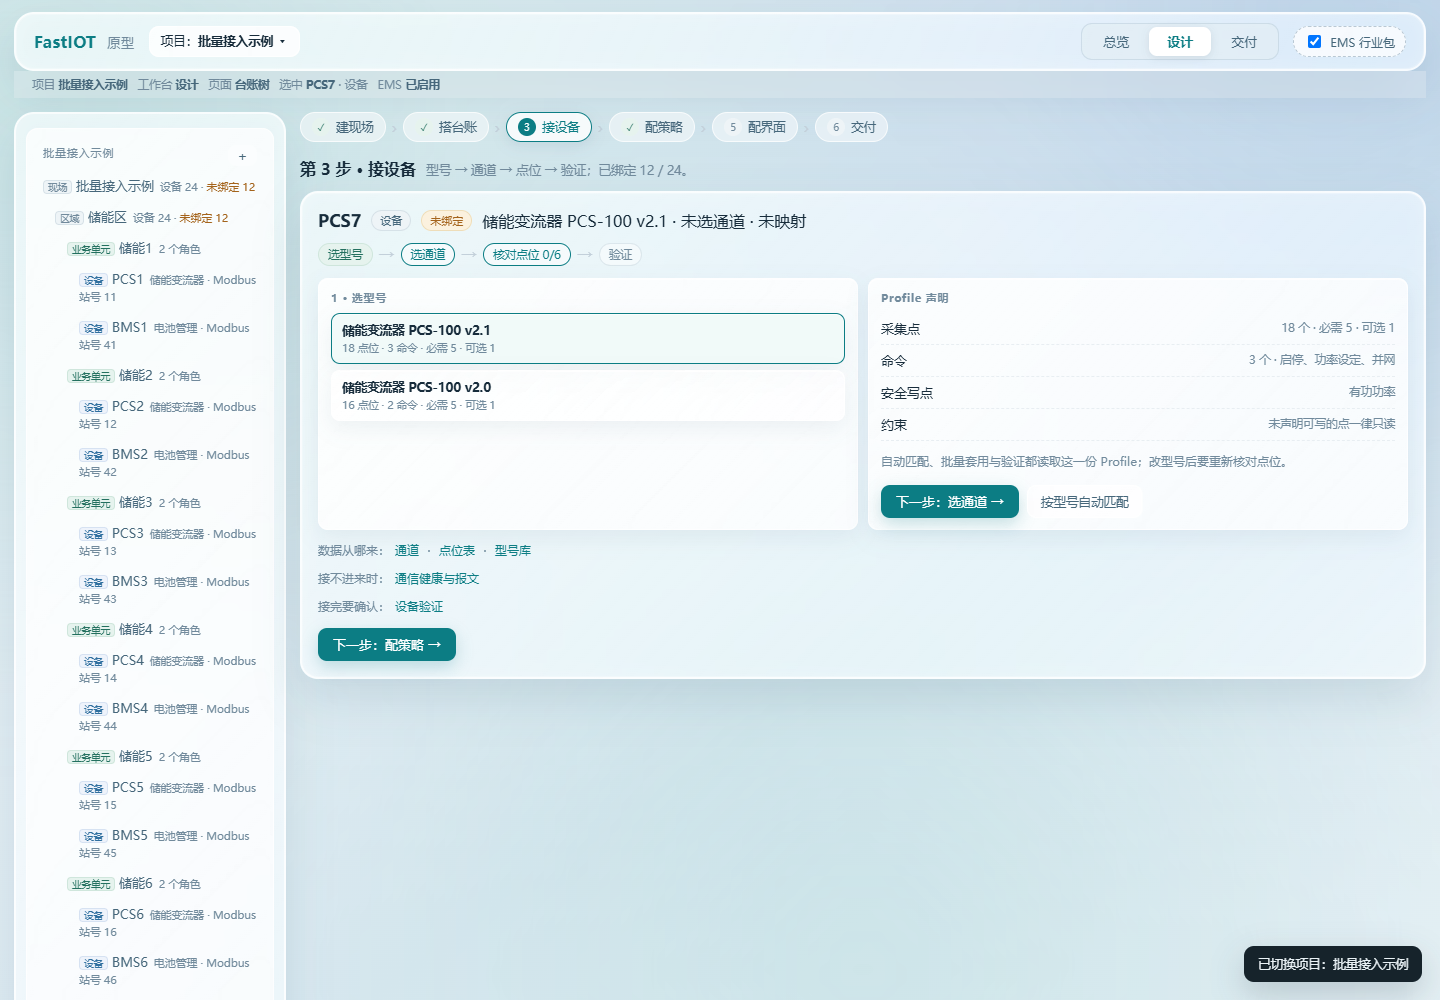 FastIOT 原型 项目：批量接入示例 ▾ 总览 设计 交付 EMS 行业包
项目 批量接入示例 工作台 设计 页面 台账树 选中 PCS7 · 设备 EMS 已启用
批量接入示例 +
现场 批量接入示例 设备 24 · 未绑定 12
区域 储能区 设备 24 · 未绑定 12
业务单元 储能1 2 个角色
设备 PCS1 储能变流器 · Modbus
站号 11
设备 BMS1 电池管理 · Modbus
站号 41
业务单元 储能2 2 个角色
设备 PCS2 储能变流器 · Modbus
站号 12
设备 BMS2 电池管理 · Modbus
站号 42
业务单元 储能3 2 个角色
设备 PCS3 储能变流器 · Modbus
站号 13
设备 BMS3 电池管理 · Modbus
站号 43
业务单元 储能4 2 个角色
设备 PCS4 储能变流器 · Modbus
站号 14
设备 BMS4 电池管理 · Modbus
站号 44
业务单元 储能5 2 个角色
设备 PCS5 储能变流器 · Modbus
站号 15
设备 BMS5 电池管理 · Modbus
站号 45
业务单元 储能6 2 个角色
设备 PCS6 储能变流器 · Modbus
站号 16
设备 BMS6 电池管理 · Modbus
站号 46
✓ 建现场 › ✓ 搭台账 › 3 接设备 › ✓ 配策略 › 5 配界面 › 6 交付
第 3 步 • 接设备 型号 → 通道 → 点位 → 验证；已绑定 12 / 24。
PCS7 设备 未绑定 储能变流器 PCS-100 v2.1 · 未选通道 · 未映射
选型号 → 选通道 → 核对点位 0/6 → 验证
1 • 选型号
储能变流器 PCS-100 v2.1
18 点位 · 3 命令 · 必需 5 · 可选 1
储能变流器 PCS-100 v2.0
16 点位 · 2 命令 · 必需 5 · 可选 1
Profile 声明
采集点 18 个 · 必需 5 · 可选 1
命令 3 个 · 启停、功率设定、并网
安全写点 有功功率
约束 未声明可写的点一律只读
自动匹配、批量套用与验证都读取这一份 Profile；改型号后要重新核对点位。
下一步：选通道 → 按型号自动匹配
数据从哪来： 通道 · 点位表 · 型号库
接不进来时： 通信健康与报文
接完要确认： 设备验证
下一步：配策略 →
已切换项目：批量接入示例